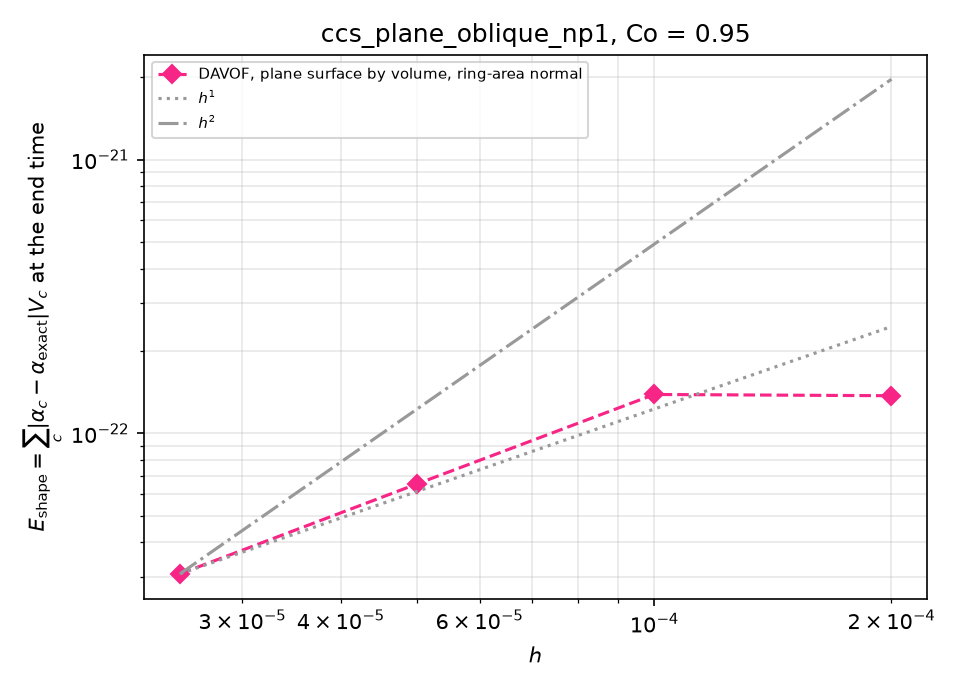 ccs_plane_oblique_np1, Co = 0.95
DAVOF, plane surface by volume, ring-area normal
h¹
h²
10⁻²¹
10⁻²²
E_shape = ∑_c |α_c − α_exact|V_c at the end time
3 × 10⁻⁵ 4 × 10⁻⁵ 6 × 10⁻⁵ 10⁻⁴ 2 × 10⁻⁴
h